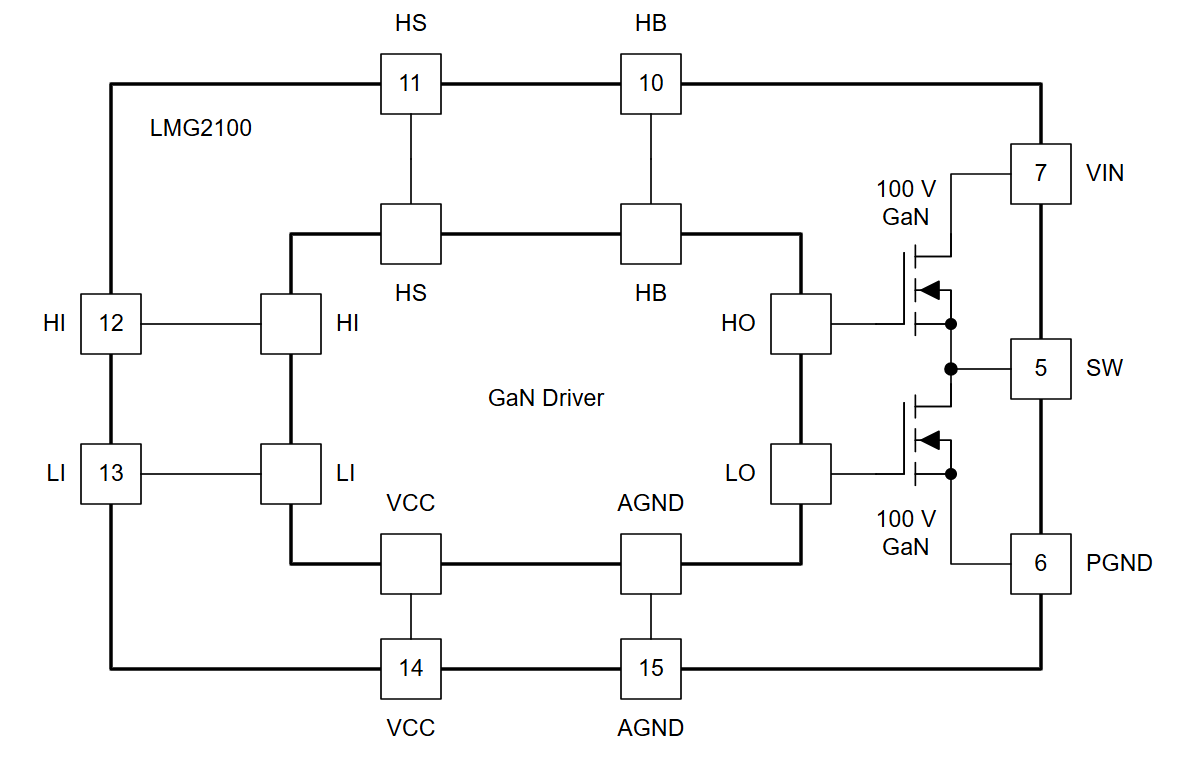 HS
HB
11
10
LMG2100
7
VIN
100 V
GaN
HS
HB
HI
12
HI
HO
5
SW
GaN Driver
LI
13
LI
LO
VCC
AGND
100 V
GaN
6
PGND
14
15
VCC
AGND